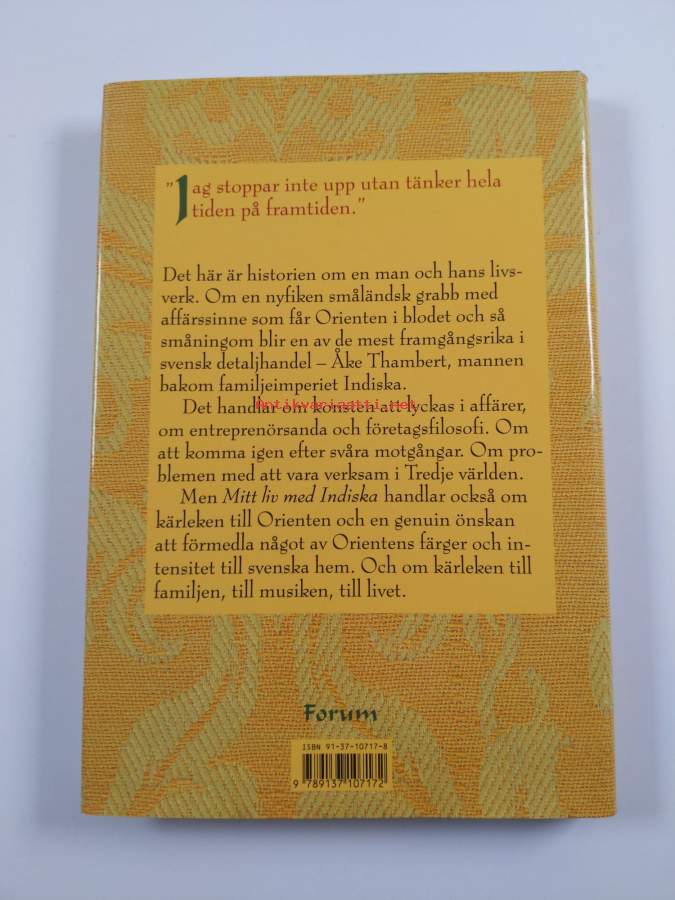 "Jag stoppar inte upp utan tänker hela
tiden på framtiden."
Det här är historien om en man och hans livs-
verk. Om en nyfiken småländsk grabb med
affärssinne som får Orienten i blodet och så
småningom blir en av de mest framgångsrika i
svensk detaljhandel – Åke Thambert, mannen
bakom familjeimperiet Indiska.
Det handlar om konsten att lyckas i affärer,
om entreprenörsanda och företagsfilosofi. Om
att komma igen efter svåra motgångar. Om pro-
blemen med att vara verksam i Tredje världen.
Men Mitt liv med Indiska handlar också om
kärleken till Orienten och en genuin önskan
att förmedla något av Orientens färger och in-
tensitet till svenska hem. Och om kärleken till
familjen, till musiken, till livet.
Antikvariaatti.net
Forum
ISBN 91-37-10717-8
9 789137 107172